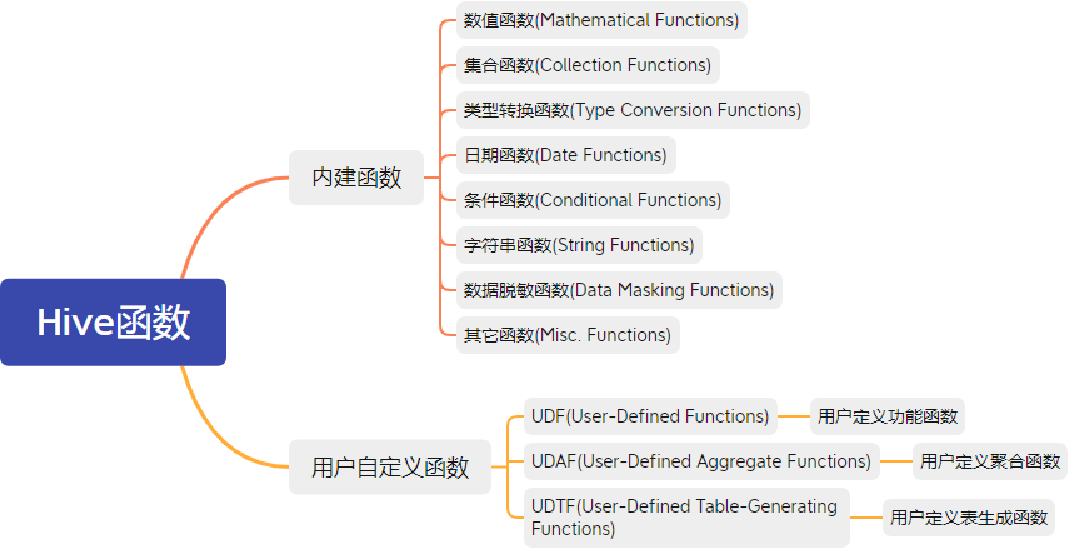 数值函数(Mathematical Functions)
集合函数(Collection Functions)
类型转换函数(Type Conversion Functions)
日期函数(Date Functions)
内建函数
条件函数(Conditional Functions)
字符串函数(String Functions)
数据脱敏函数(Data Masking Functions)
其它函数(Misc. Functions)
Hive函数
用户自定义函数
UDF(User-Defined Functions)
用户定义功能函数
UDAF(User-Defined Aggregate Functions)
用户定义聚合函数
UDTF(User-Defined Table-Generating
Functions)
用户定义表生成函数